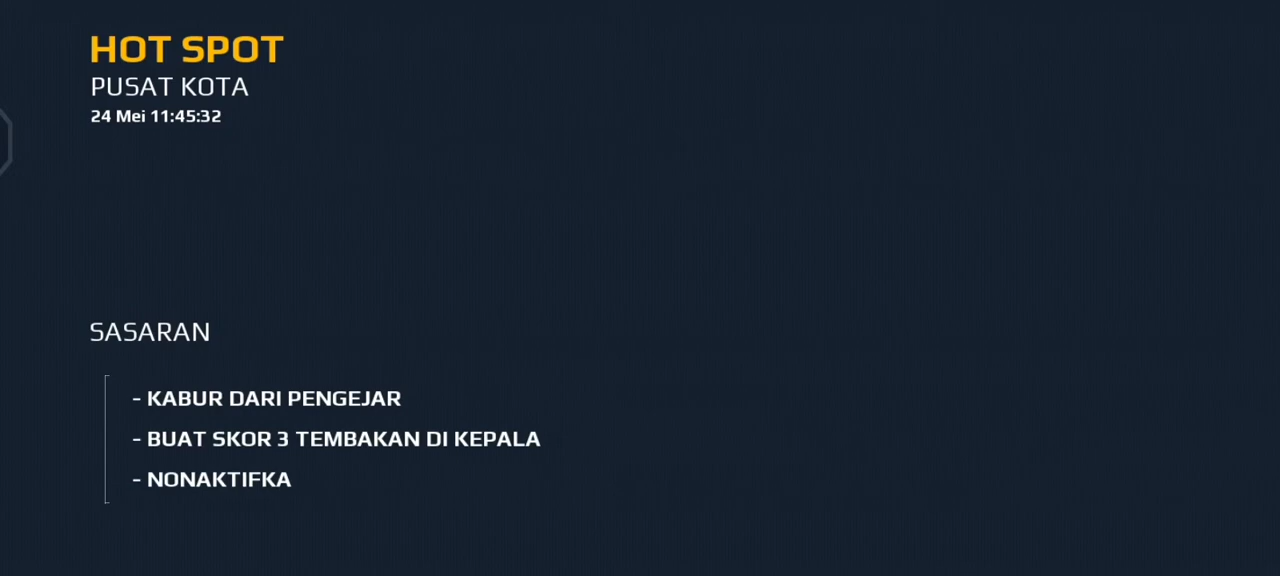 HOT SPOT
PUSAT KOTA
24 Mei 11:45:32
SASARAN
- KABUR DARI PENGEJAR
- BUAT SKOR 3 TEMBAKAN DI KEPALA
- NONAKTIFKA